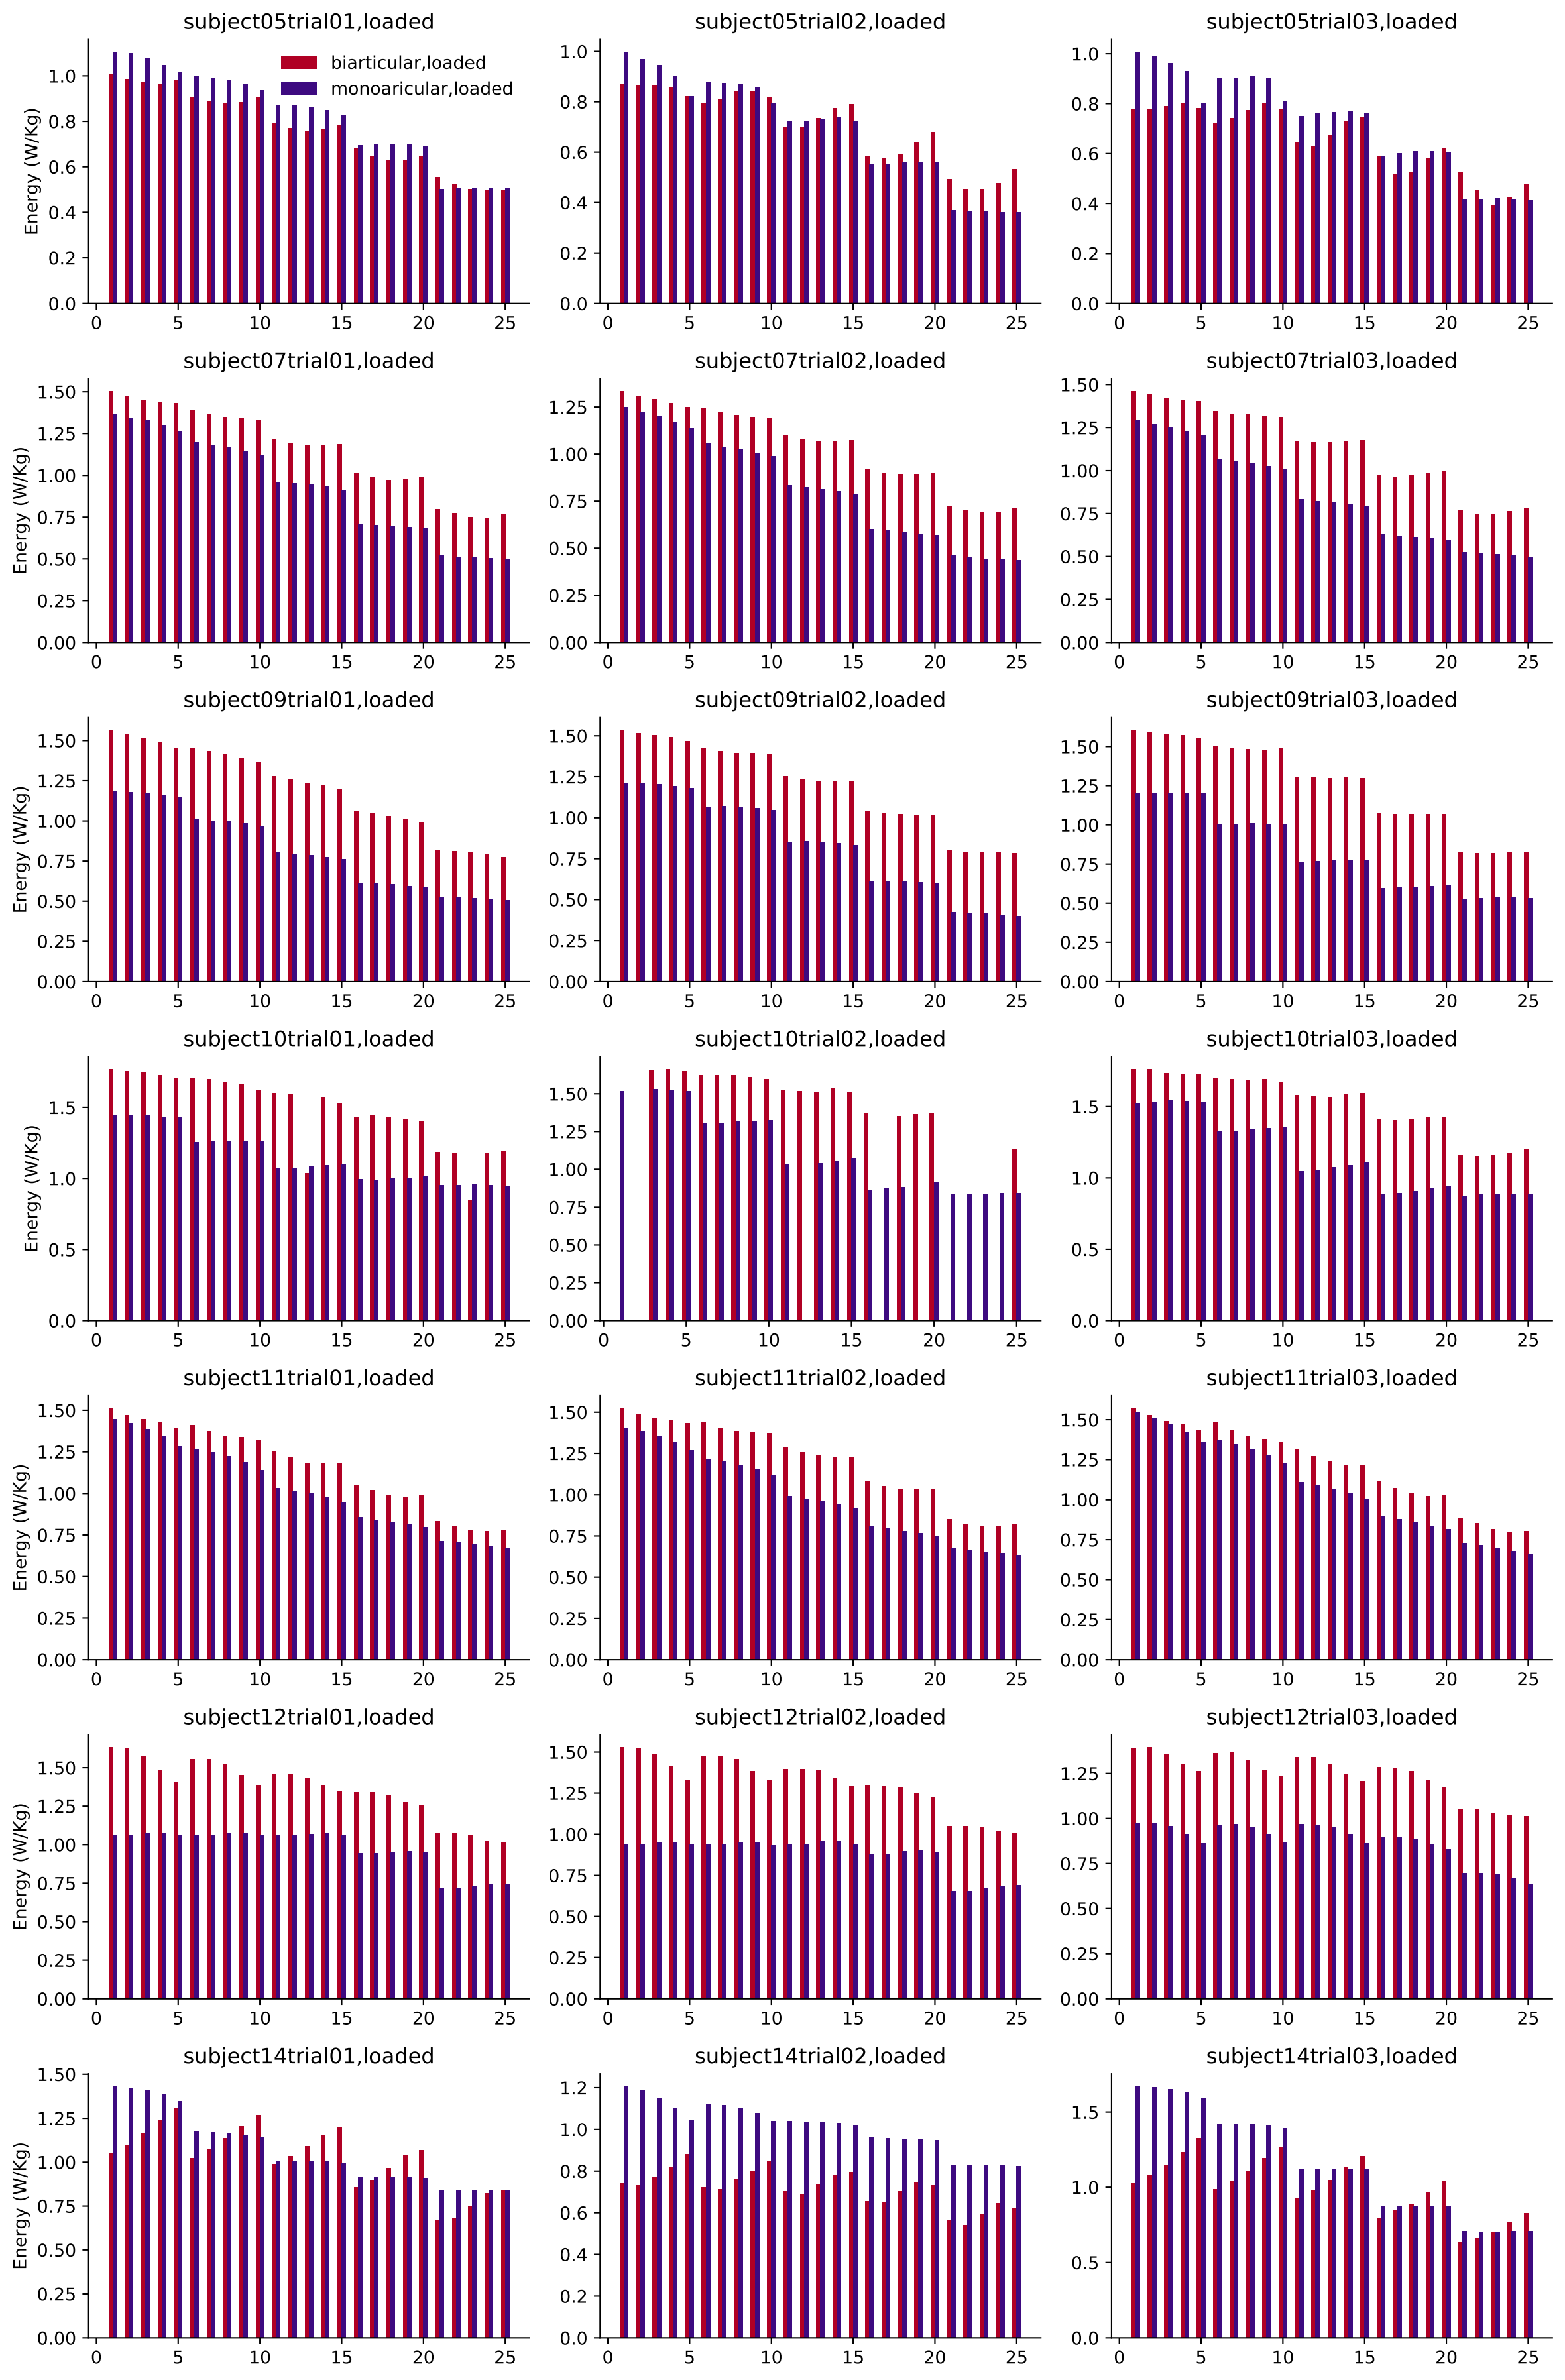 subject05trial01,loaded
subject05trial02,loaded
subject05trial03,loaded
biarticular,loaded
monoaricular,loaded
Energy (W/Kg)
1.0
0.8
0.6
0.4
0.2
0.0
0 5 10 15 20 25
1.0
0.8
0.6
0.4
0.2
0.0
0 5 10 15 20 25
1.0
0.8
0.6
0.4
0.2
0.0
0 5 10 15 20 25
subject07trial01,loaded
subject07trial02,loaded
subject07trial03,loaded
Energy (W/Kg)
1.50
1.25
1.00
0.75
0.50
0.25
0.00
0 5 10 15 20 25
1.25
1.00
0.75
0.50
0.25
0.00
0 5 10 15 20 25
1.50
1.25
1.00
0.75
0.50
0.25
0.00
0 5 10 15 20 25
subject09trial01,loaded
subject09trial02,loaded
subject09trial03,loaded
Energy (W/Kg)
1.50
1.25
1.00
0.75
0.50
0.25
0.00
0 5 10 15 20 25
1.50
1.25
1.00
0.75
0.50
0.25
0.00
0 5 10 15 20 25
1.50
1.25
1.00
0.75
0.50
0.25
0.00
0 5 10 15 20 25
subject10trial01,loaded
subject10trial02,loaded
subject10trial03,loaded
Energy (W/Kg)
1.5
1.0
0.5
0.0
0 5 10 15 20 25
1.50
1.25
1.00
0.75
0.50
0.25
0.00
0 5 10 15 20 25
1.5
1.0
0.5
0.0
0 5 10 15 20 25
subject11trial01,loaded
subject11trial02,loaded
subject11trial03,loaded
Energy (W/Kg)
1.50
1.25
1.00
0.75
0.50
0.25
0.00
0 5 10 15 20 25
1.50
1.25
1.00
0.75
0.50
0.25
0.00
0 5 10 15 20 25
1.50
1.25
1.00
0.75
0.50
0.25
0.00
0 5 10 15 20 25
subject12trial01,loaded
subject12trial02,loaded
subject12trial03,loaded
Energy (W/Kg)
1.50
1.25
1.00
0.75
0.50
0.25
0.00
0 5 10 15 20 25
1.50
1.25
1.00
0.75
0.50
0.25
0.00
0 5 10 15 20 25
1.25
1.00
0.75
0.50
0.25
0.00
0 5 10 15 20 25
subject14trial01,loaded
subject14trial02,loaded
subject14trial03,loaded
Energy (W/Kg)
1.50
1.25
1.00
0.75
0.50
0.25
0.00
0 5 10 15 20 25
1.2
1.0
0.8
0.6
0.4
0.2
0.0
0 5 10 15 20 25
1.5
1.0
0.5
0.0
0 5 10 15 20 25